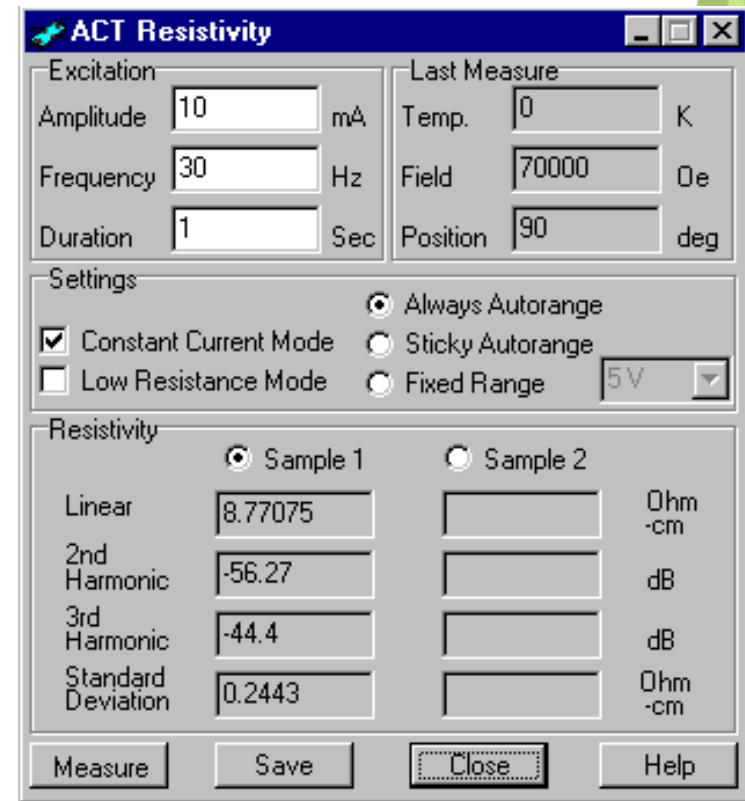 ACT Resistivity
Excitation
Amplitude 10 mA
Frequency 30 Hz
Duration 1 Sec
Last Measure
Temp. 0 K
Field 70000 Oe
Position 90 deg
Settings
Constant Current Mode
Low Resistance Mode
Always Autorange
Sticky Autorange
Fixed Range 5 V
Resistivity
Sample 1 Sample 2
Linear 8.77075 Ohm
-cm
2nd
Harmonic -56.27 dB
3rd
Harmonic -44.4 dB
Standard
Deviation 0.2443 Ohm
-cm
Measure Save Close Help